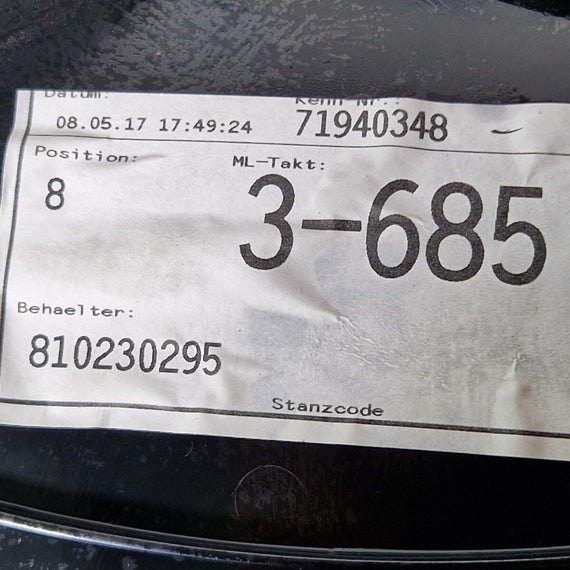 Datum: Kenn Nr.:
08.05.17 17:49:24 71940348
Position: ML-Takt:
8 3-685
Behaelter:
810230295
Stanzcode